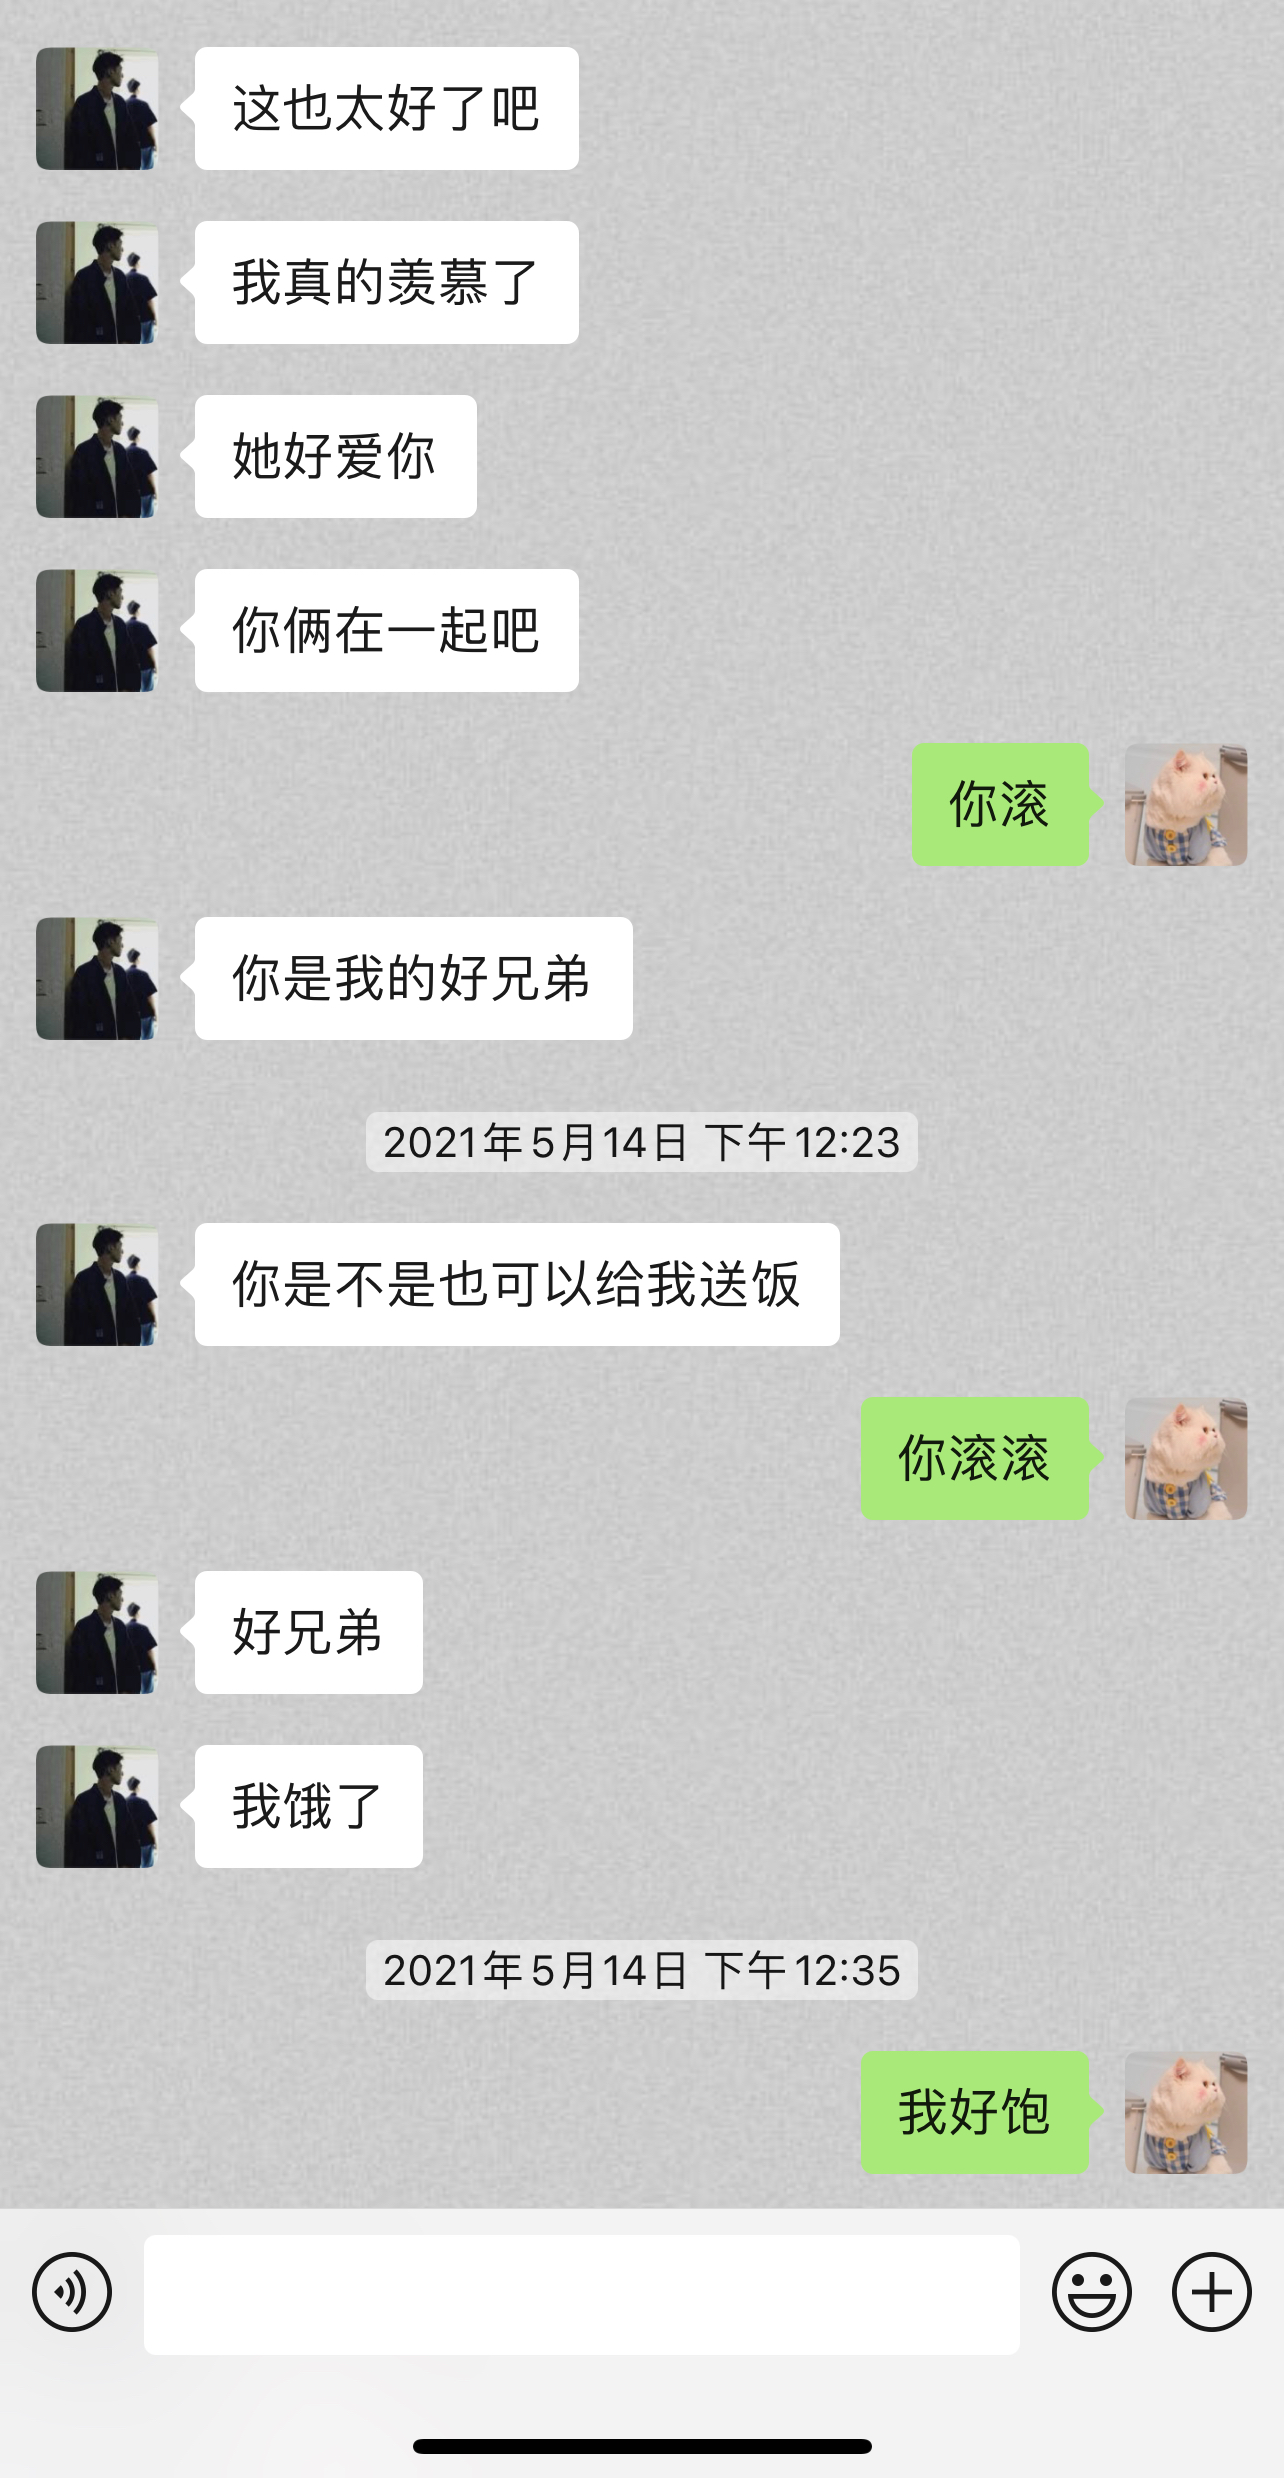 这也太好了吧
我真的羡慕了
她好爱你
你俩在一起吧
你滚
你是我的好兄弟
2021年5月14日 下午12:23
你是不是也可以给我送饭
你滚滚
好兄弟
我饿了
2021年5月14日 下午12:35
我好饱